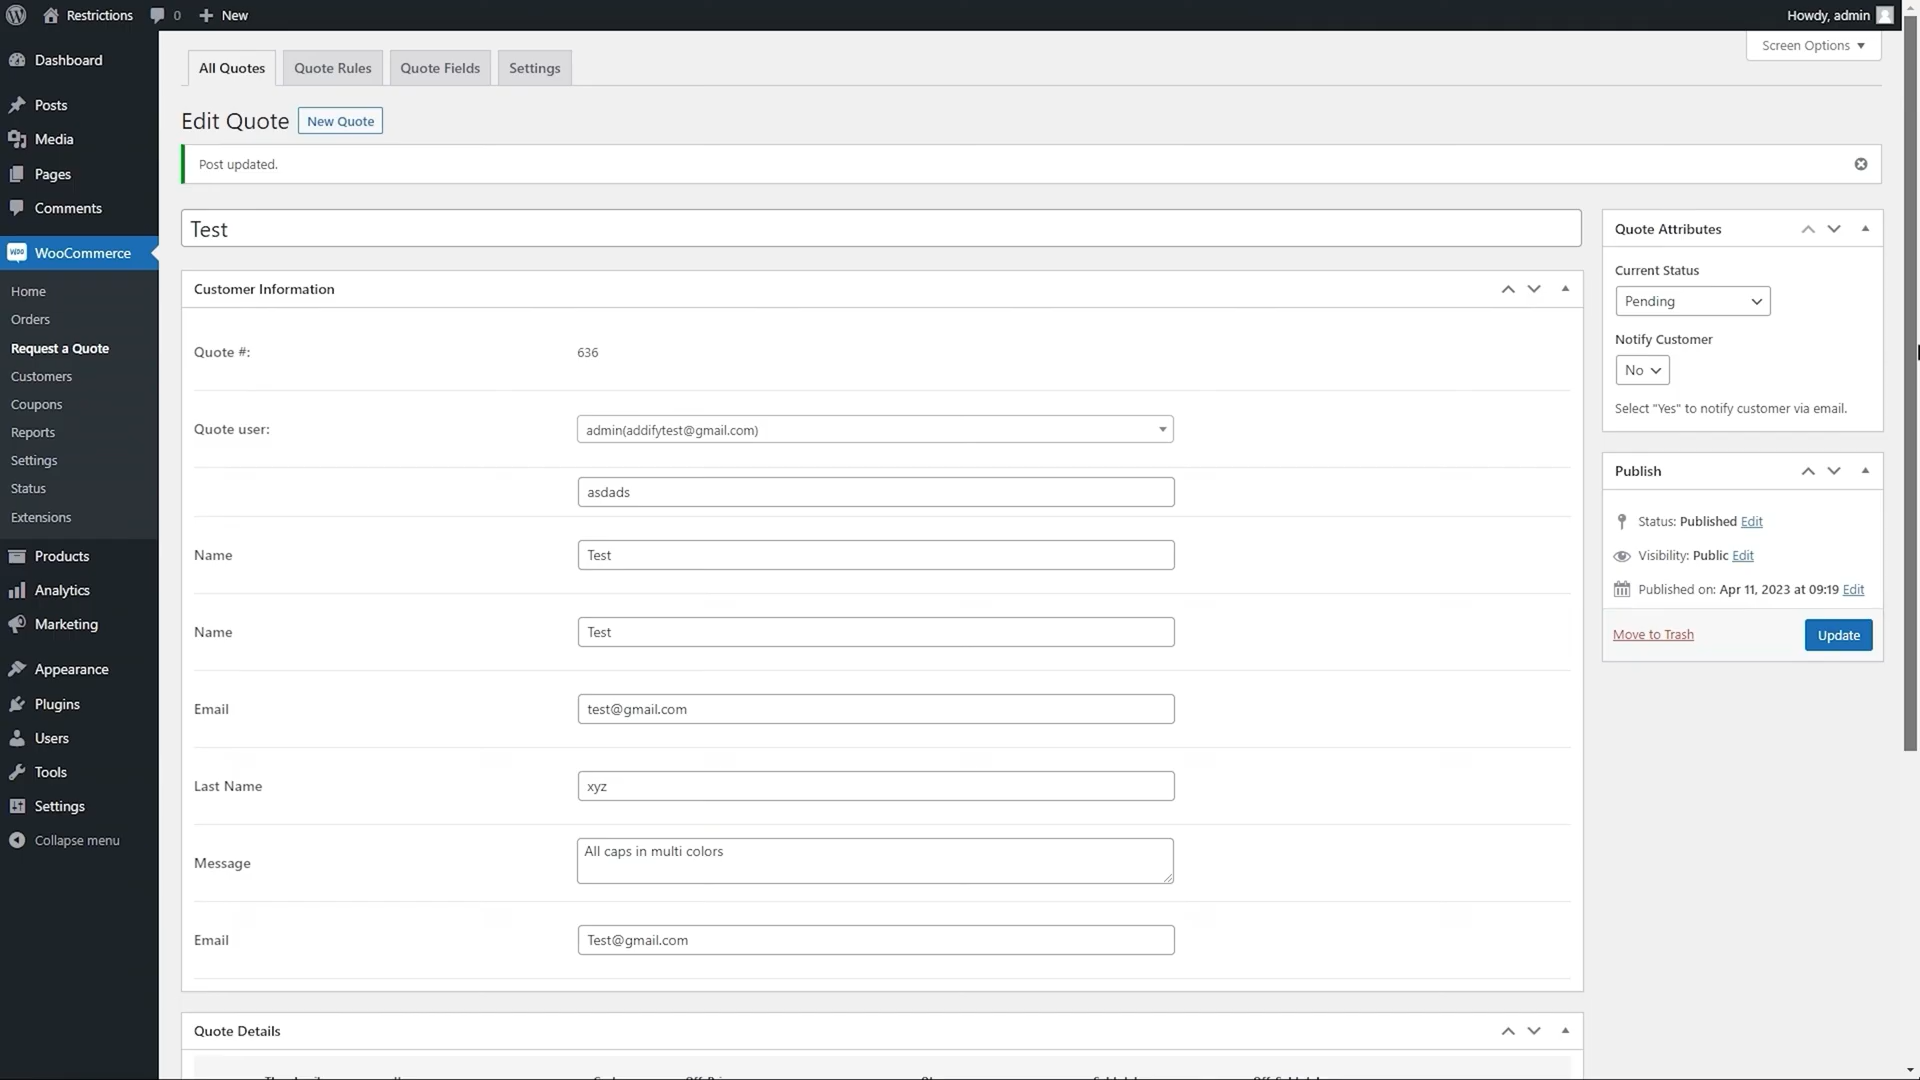 Restrictions
0
New
Howdy, admin
Screen Options
Dashboard
Posts
Media
Pages
Comments
WooCommerce
Home
Orders
Request a Quote
Customers
Coupons
Reports
Settings
Status
Extensions
Products
Analytics
Marketing
Appearance
Plugins
Users
Tools
Settings
Collapse menu
All Quotes
Quote Rules
Quote Fields
Settings
Edit Quote
New Quote
Post updated.
Test
Customer Information
Quote #:
636
Quote user:
admin(addifytest@gmail.com)
asdads
Name
Test
Name
Test
Email
test@gmail.com
Last Name
xyz
Message
All caps in multi colors
Email
Test@gmail.com
Quote Details
Quote Attributes
Current Status
Pending
Notify Customer
No
Select "Yes" to notify customer via email.
Publish
Status: Published Edit
Visibility: Public Edit
Published on: Apr 11, 2023 at 09:19 Edit
Move to Trash
Update